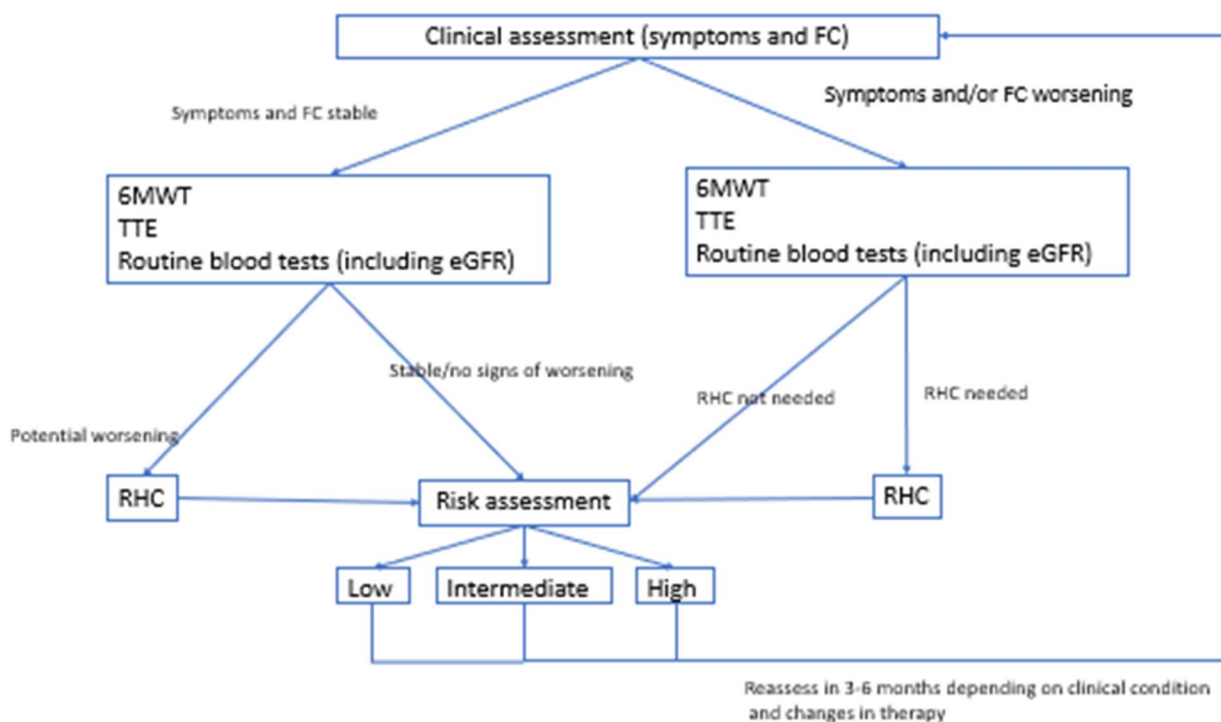 Clinical assessment (symptoms and FC)
Symptoms and FC stable
Symptoms and/or FC worsening
6MWT
TTE
Routine blood tests (including eGFR)
6MWT
TTE
Routine blood tests (including eGFR)
Potential worsening
Stable/no signs of worsening
RHC not needed
RHC needed
RHC
Risk assessment
RHC
Low
Intermediate
High
Reassess in 3-6 months depending on clinical condition
and changes in therapy